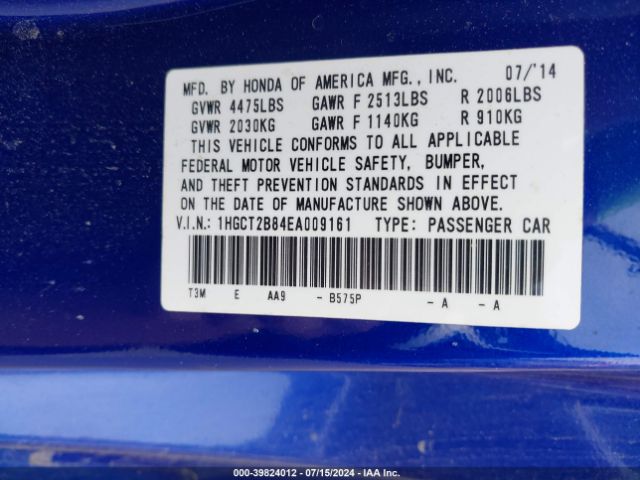 MFD. BY HONDA OF AMERICA MFG., INC. 07/'14
GVWR 4475LBS GAWR F 2513LBS R 2006LBS
GVWR 2030KG GAWR F 1140KG R 910KG
THIS VEHICLE CONFORMS TO ALL APPLICABLE
FEDERAL MOTOR VEHICLE SAFETY, BUMPER,
AND THEFT PREVENTION STANDARDS IN EFFECT
ON THE DATE OF MANUFACTURE SHOWN ABOVE.
V.I.N.: 1HGCT2B84EA009161 TYPE: PASSENGER CAR
T3M E AA9 - B575P - A - A
000-39824012 - 07/15/2024 - IAA Inc.